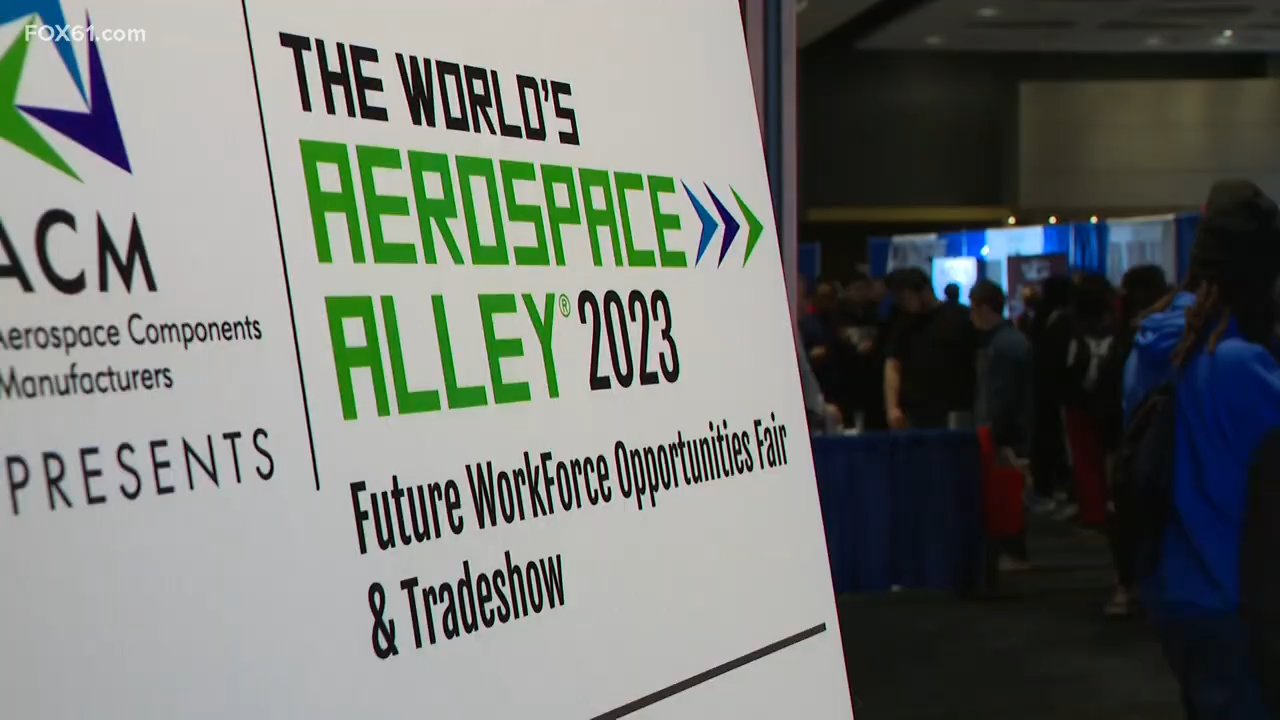 FOX61.com
ACM
Aerospace Components
Manufacturers
PRESENTS
THE WORLD'S
AEROSPACE
ALLEY® 2023
Future WorkForce Opportunities Fair
& Tradeshow